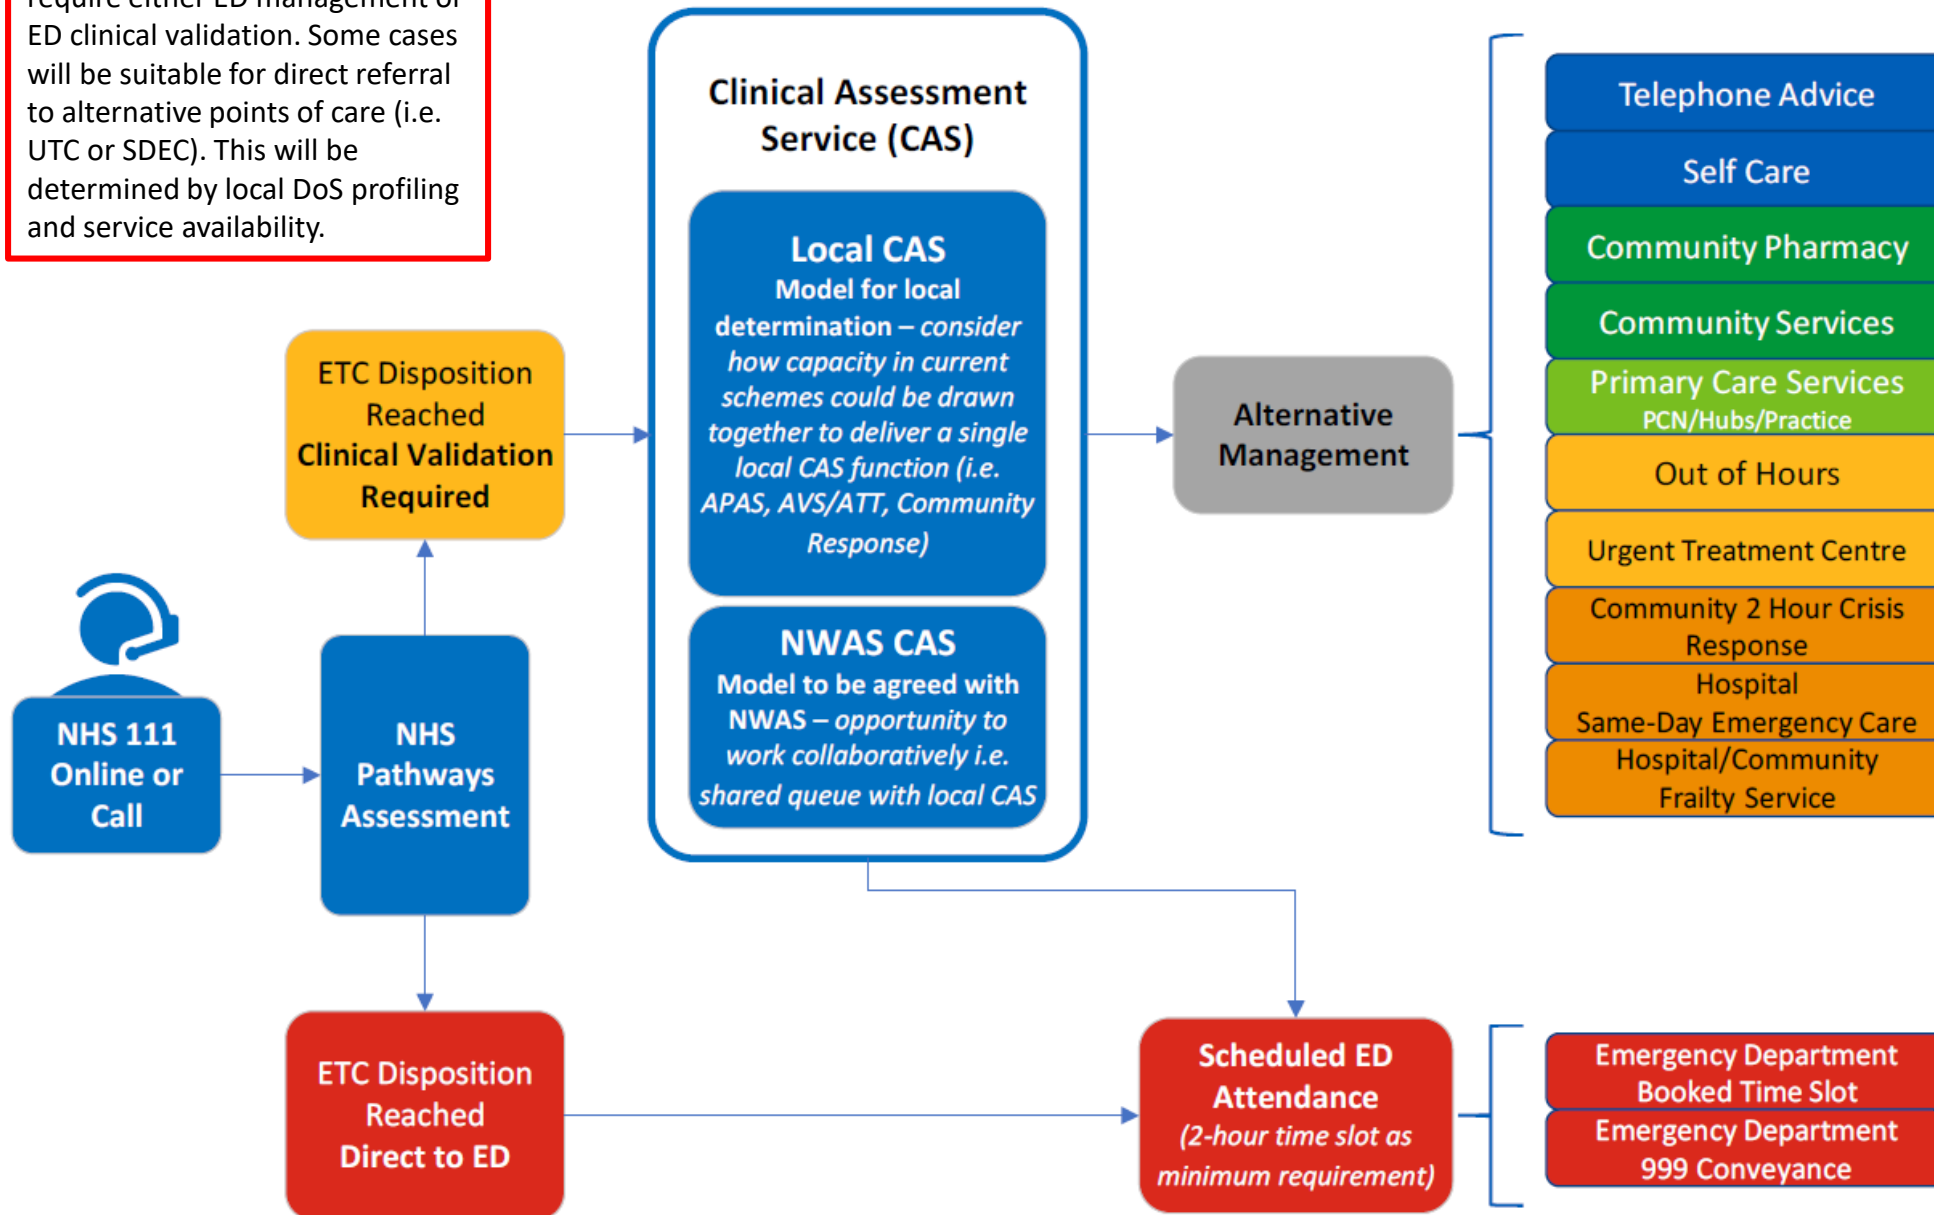 require either ED management or
ED clinical validation. Some cases
will be suitable for direct referral
to alternative points of care (i.e.
UTC or SDEC). This will be
determined by local DoS profiling
and service availability.
Clinical Assessment
Service (CAS)
Local CAS
Model for local
determination – consider
how capacity in current
schemes could be drawn
together to deliver a single
local CAS function (i.e.
APAS, AVS/ATT, Community
Response)
NWAS CAS
Model to be agreed with
NWAS – opportunity to
work collaboratively i.e.
shared queue with local CAS
ETC Disposition
Reached
Clinical Validation
Required
NHS 111
Online or
Call
NHS
Pathways
Assessment
ETC Disposition
Reached
Direct to ED
Alternative
Management
Scheduled ED
Attendance
(2-hour time slot as
minimum requirement)
Telephone Advice
Self Care
Community Pharmacy
Community Services
Primary Care Services
PCN/Hubs/Practice
Out of Hours
Urgent Treatment Centre
Community 2 Hour Crisis
Response
Hospital
Same-Day Emergency Care
Hospital/Community
Frailty Service
Emergency Department
Booked Time Slot
Emergency Department
999 Conveyance